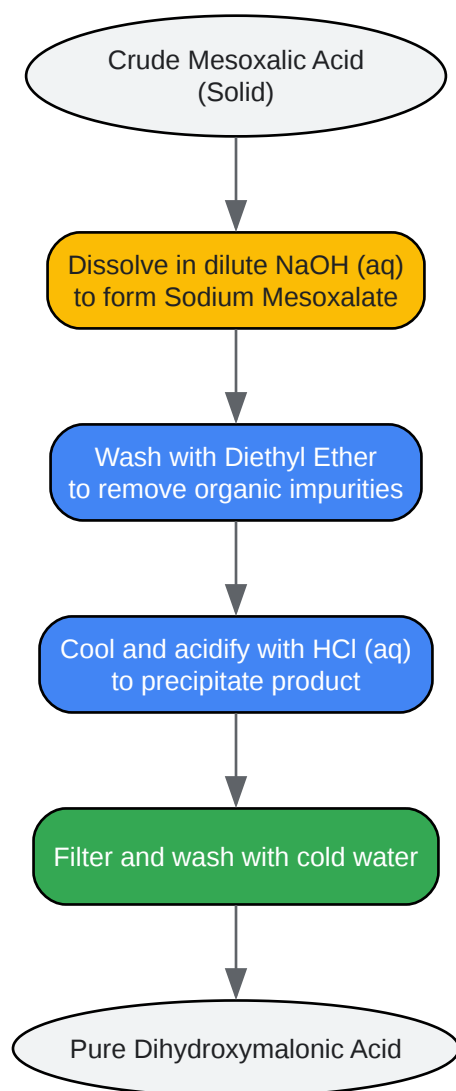 Crude Mesoxalic Acid
(Solid)
Dissolve in dilute NaOH (aq)
to form Sodium Mesoxalate
Wash with Diethyl Ether
to remove organic impurities
Cool and acidify with HCl (aq)
to precipitate product
Filter and wash with cold water
Pure Dihydroxymalonic Acid